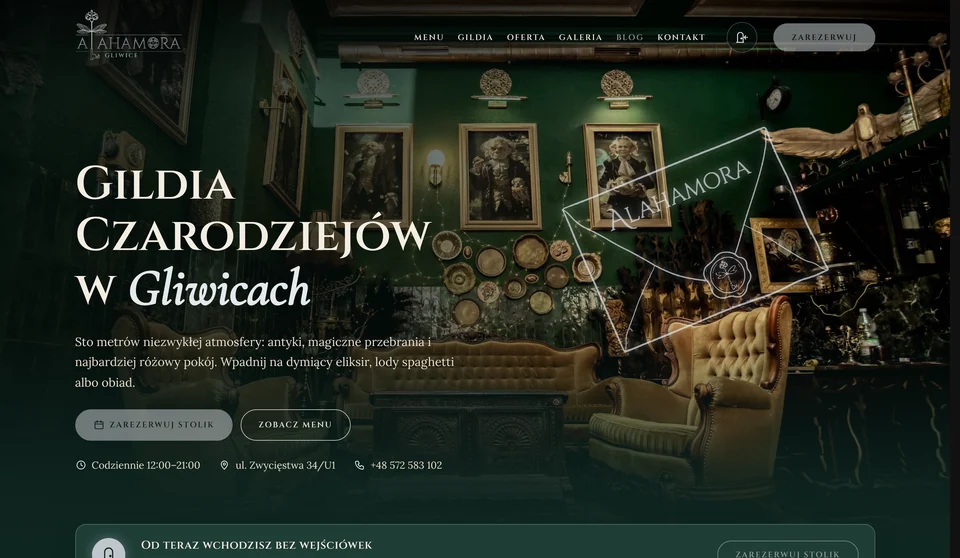 ALAHAMORA
GLIWICE
MENU GILDIA OFERTA GALERIA BLOG KONTAKT
ZAREZERWUJ
ALAHAMORA
Gildia
Czarodziejów
w Gliwicach
Sto metrów niezwykłej atmosfery: antyki, magiczne przebrania i
najbardziej różowy pokój. Wpadnij na dymiący eliksir, lody spaghetti
albo obiad.
ZAREZERWUJ STOLIK
ZOBACZ MENU
Codziennie 12:00–21:00 ul. Zwycięstwa 34/U1 +48 572 583 102
Od teraz wchodzisz bez wejściówek
ZAREZERWUJ STOLIK